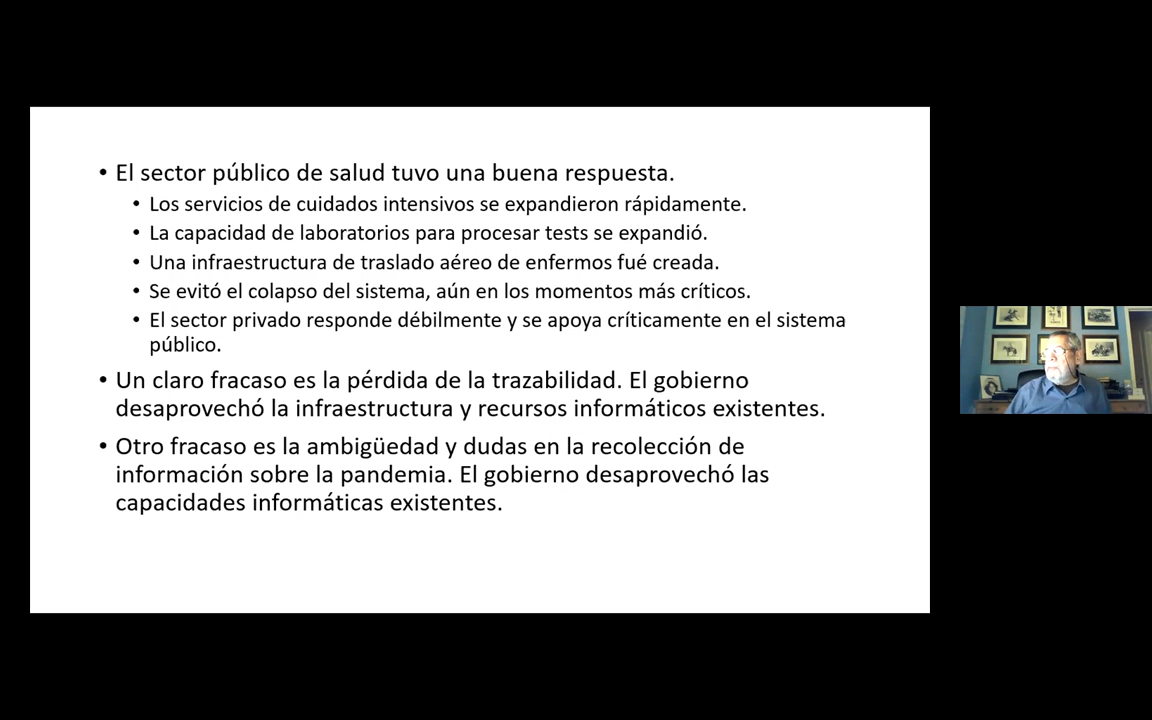 • El sector público de salud tuvo una buena respuesta.
• Los servicios de cuidados intensivos se expandieron rápidamente.
• La capacidad de laboratorios para procesar tests se expandió.
• Una infraestructura de traslado aéreo de enfermos fué creada.
• Se evitó el colapso del sistema, aún en los momentos más críticos.
• El sector privado responde débilmente y se apoya críticamente en el sistema
público.
• Un claro fracaso es la pérdida de la trazabilidad. El gobierno
desaprovechó la infraestructura y recursos informáticos existentes.
• Otro fracaso es la ambigüedad y dudas en la recolección de
información sobre la pandemia. El gobierno desaprovechó las
capacidades informáticas existentes.